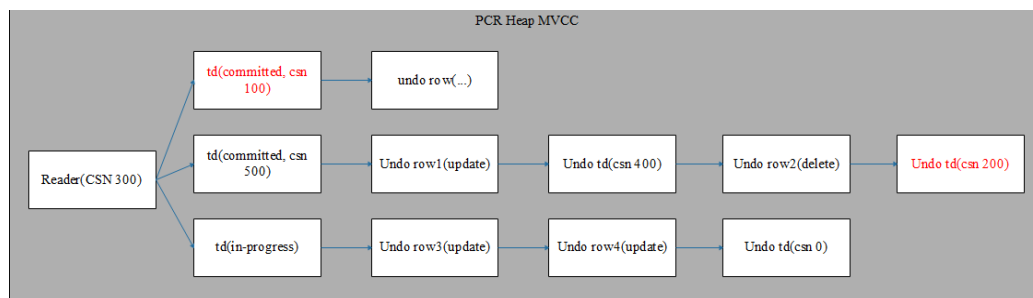 PCR Heap MVCC
td(committed, csn
100)
undo row(...)
Reader(CSN 300)
td(committed, csn
500)
Undo row1(update)
Undo td(csn 400)
Undo row2(delete)
Undo td(csn 200)
td(in-progress)
Undo row3(update)
Undo row4(update)
Undo td(csn 0)